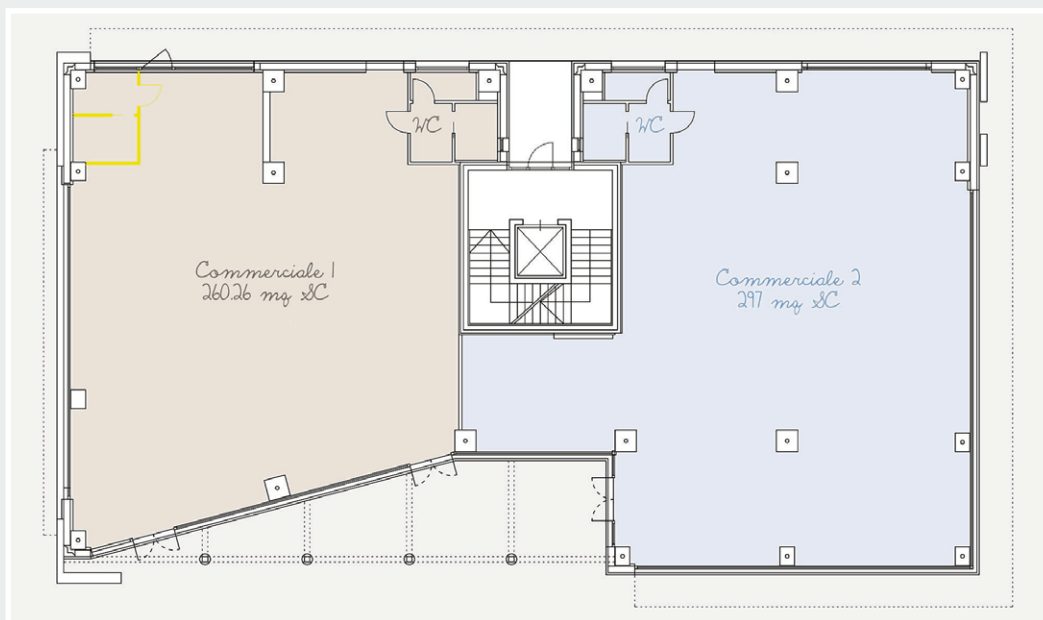 WC
WC
Commerciale 1
260.26 mq SC
Commerciale 2
297 mq SC